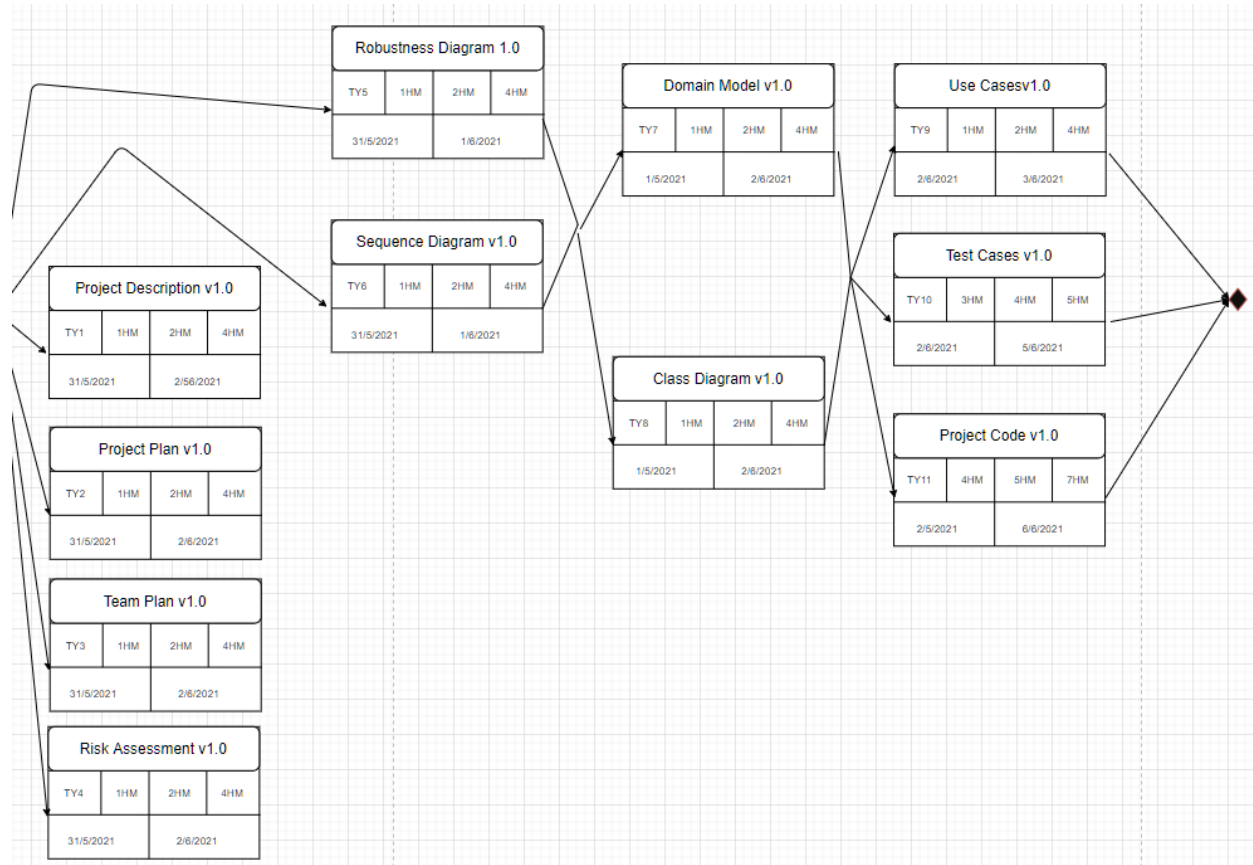 Robustness Diagram 1.0
TY5 1HM 2HM 4HM
31/5/2021 1/6/2021
Sequence Diagram v1.0
TY6 1HM 2HM 4HM
31/5/2021 1/6/2021
Project Description v1.0
TY1 1HM 2HM 4HM
31/5/2021 2/56/2021
Project Plan v1.0
TY2 1HM 2HM 4HM
31/5/2021 2/6/2021
Team Plan v1.0
TY3 1HM 2HM 4HM
31/5/2021 2/6/2021
Risk Assessment v1.0
TY4 1HM 2HM 4HM
31/5/2021 2/6/2021
Domain Model v1.0
TY7 1HM 2HM 4HM
1/5/2021 2/6/2021
Class Diagram v1.0
TY8 1HM 2HM 4HM
1/5/2021 2/6/2021
Use Casesv1.0
TY9 1HM 2HM 4HM
2/6/2021 3/6/2021
Test Cases v1.0
TY10 3HM 4HM 5HM
2/6/2021 5/6/2021
Project Code v1.0
TY11 4HM 5HM 7HM
2/5/2021 6/6/2021